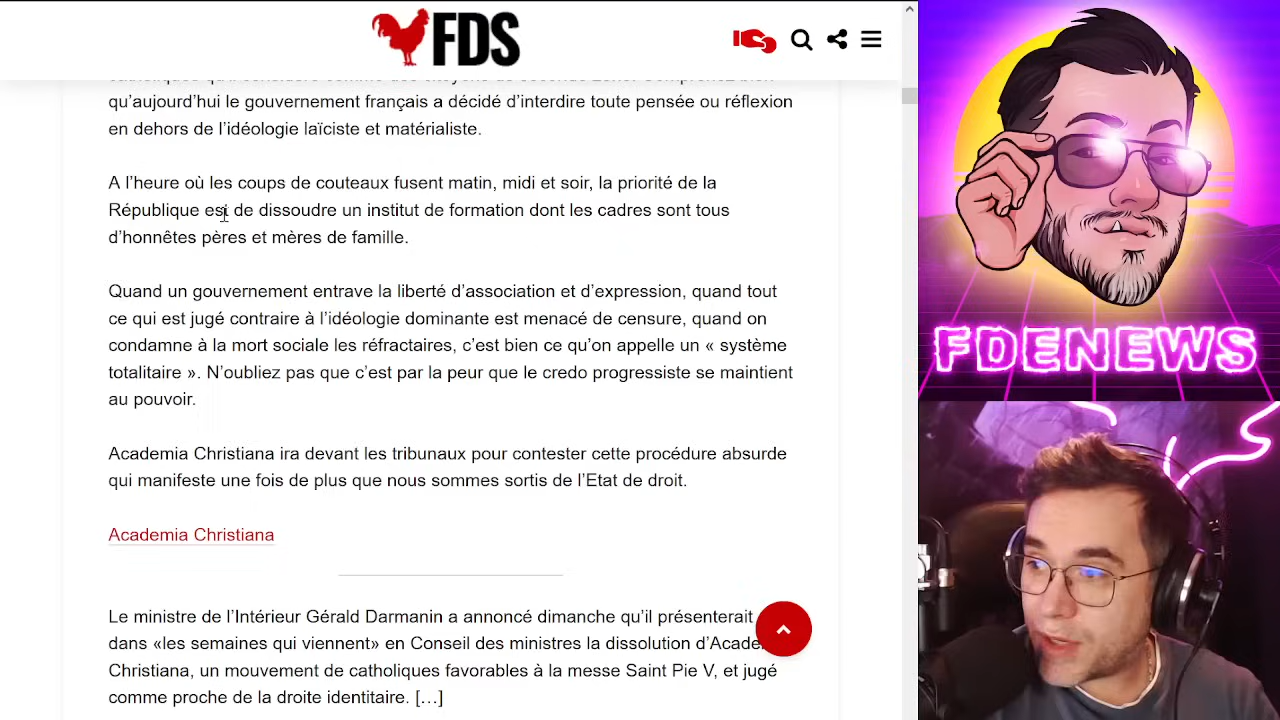 FDS
qu'aujourd'hui le gouvernement français a décidé d'interdire toute pensée ou réflexion
en dehors de l'idéologie laïciste et matérialiste.
A l'heure où les coups de couteaux fusent matin, midi et soir, la priorité de la
République est de dissoudre un institut de formation dont les cadres sont tous
d'honnêtes pères et mères de famille.
Quand un gouvernement entrave la liberté d'association et d'expression, quand tout
ce qui est jugé contraire à l'idéologie dominante est menacé de censure, quand on
condamne à la mort sociale les réfractaires, c'est bien ce qu'on appelle un « système
totalitaire ». N'oubliez pas que c'est par la peur que le credo progressiste se maintient
au pouvoir.
Academia Christiana ira devant les tribunaux pour contester cette procédure absurde
qui manifeste une fois de plus que nous sommes sortis de l'Etat de droit.
Academia Christiana
Le ministre de l'Intérieur Gérald Darmanin a annoncé dimanche qu'il présenterait
dans «les semaines qui viennent» en Conseil des ministres la dissolution d'Acade
Christiana, un mouvement de catholiques favorables à la messe Saint Pie V, et jugé
comme proche de la droite identitaire. [...]
FDENEWS